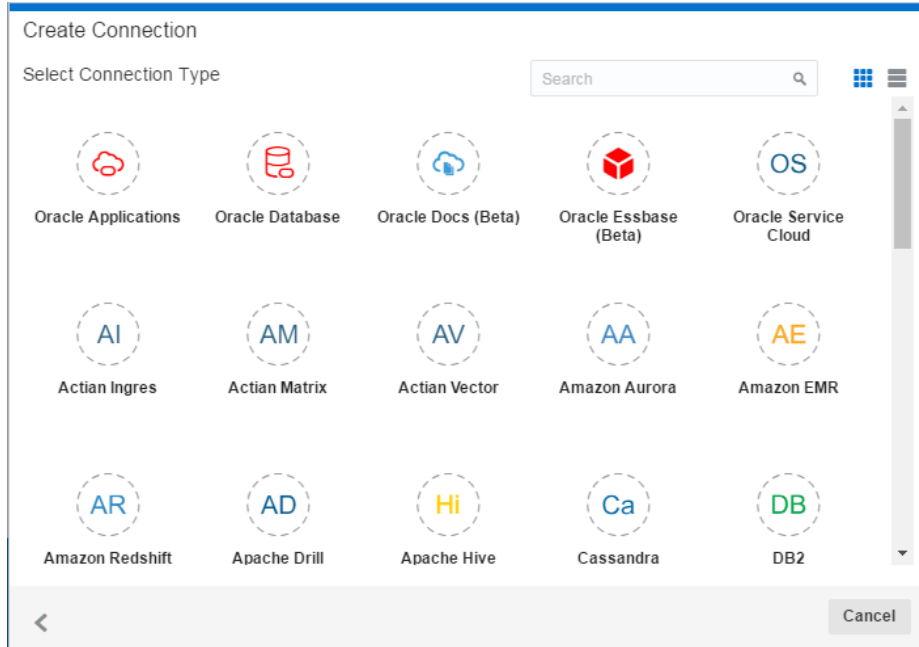 Create Connection
Select Connection Type
Search
OS
Oracle Applications
Oracle Database
Oracle Docs (Beta)
Oracle Essbase
(Beta)
Oracle Service
Cloud
AI
AM
AV
AA
AE
Actian Ingres
Actian Matrix
Actian Vector
Amazon Aurora
Amazon EMR
AR
AD
Hi
Ca
DB
Amazon Redshift
Apache Drill
Apache Hive
Cassandra
DB2
Cancel